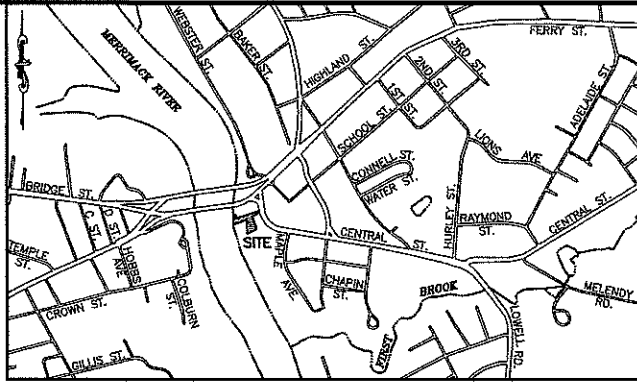 WEBSTER ST.
BAKER ST.
MERRIMACK RIVER
HIGHLAND ST.
FERRY ST.
3RD ST.
2ND ST.
1ST ST.
SCHOOL ST.
ADELAIDE ST.
LIONS AVE
CONNELL ST.
WATER ST.
HURLEY ST.
RAYMOND ST.
CENTRAL ST.
BRIDGE ST.
C ST.
D ST.
HOBBS AVE
TEMPLE ST.
COLBURN ST.
CROWN ST.
GILLIS ST.
SITE
CENTRAL ST.
MAPLE AVE
CHAPIN ST.
BROOK
FIRST
LOWELL RD.
MELENDY RD.